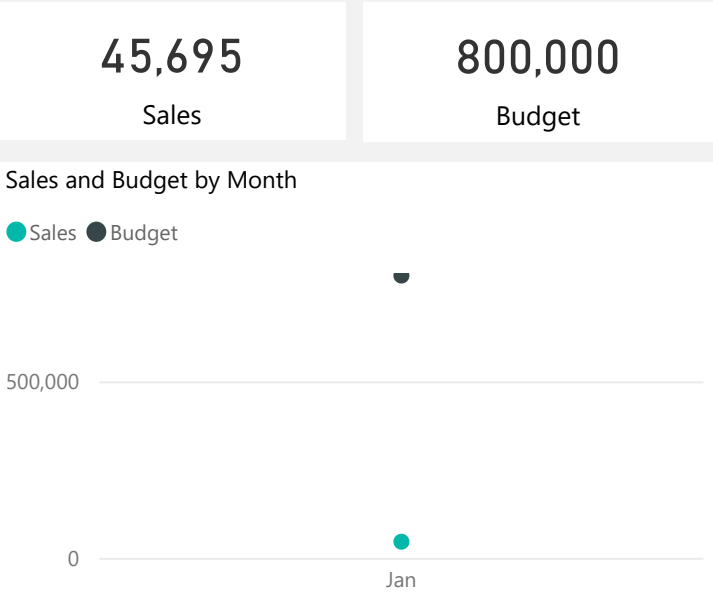 45,695 800,000
Sales Budget
Sales and Budget by Month
Sales Budget
500,000
0
Jan